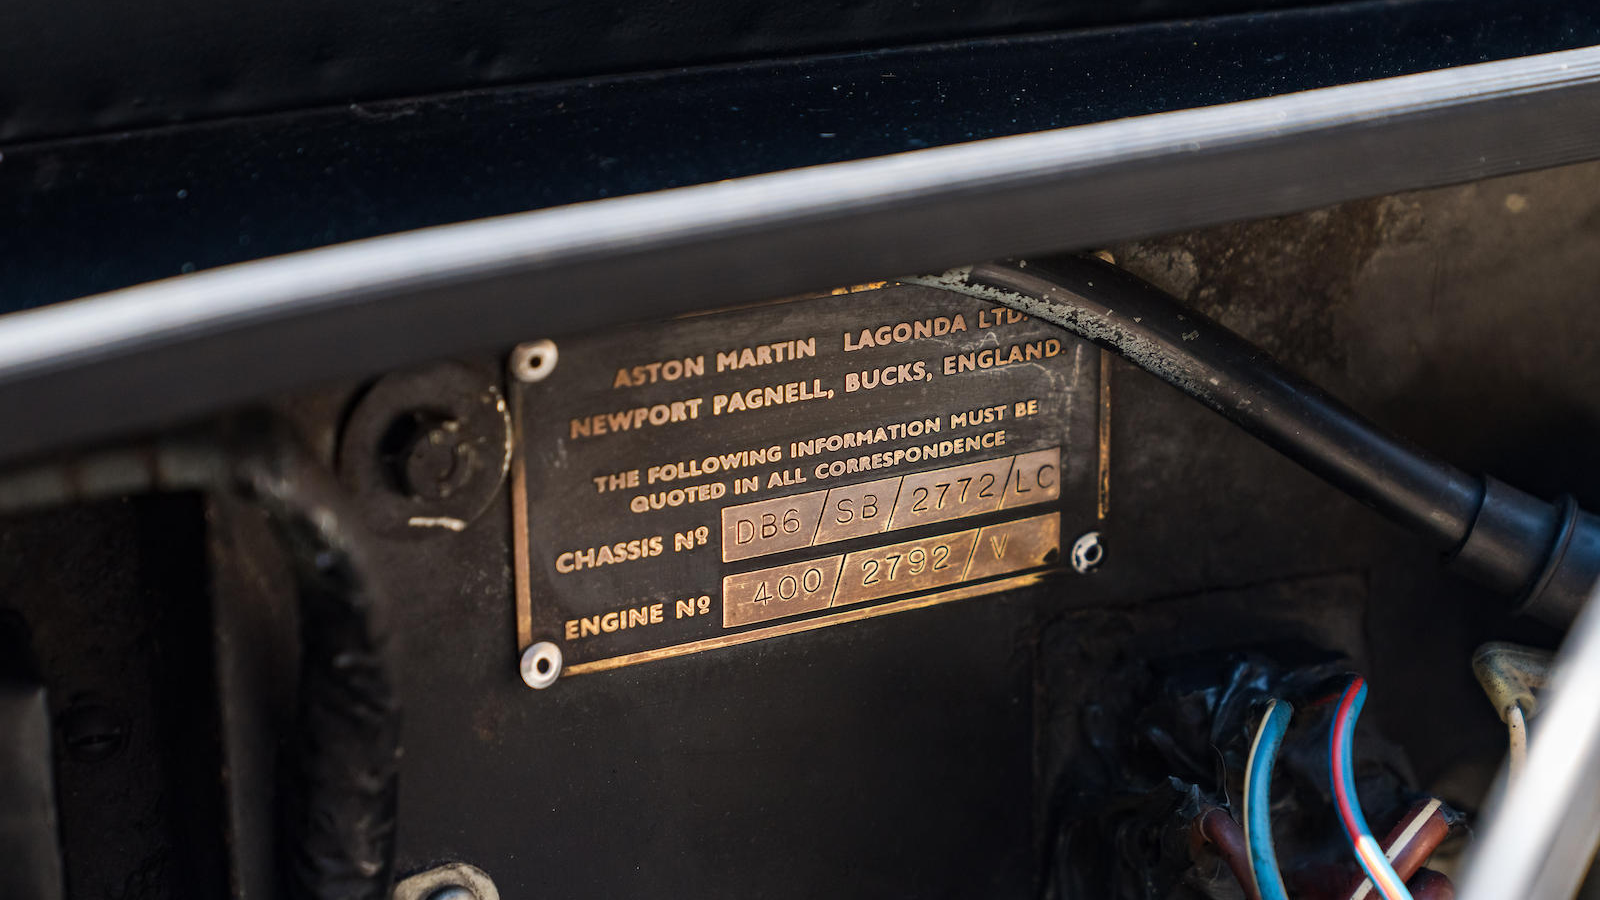 ASTON MARTIN LAGONDA LTD.
NEWPORT PAGNELL, BUCKS, ENGLAND.
THE FOLLOWING INFORMATION MUST BE
QUOTED IN ALL CORRESPONDENCE
CHASSIS Nº DB6/SB/2772/LC
ENGINE Nº 400/2792/V